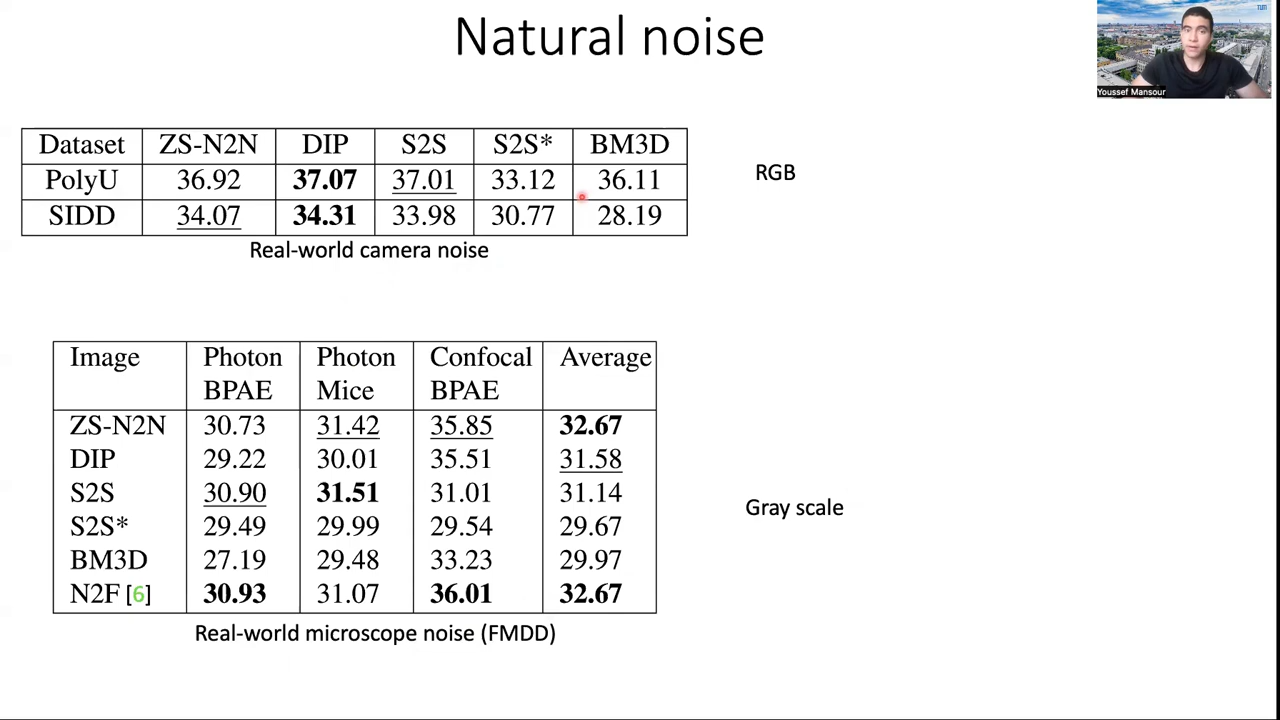 Natural noise
TUM
Youssef Mansour
Dataset ZS-N2N DIP S2S S2S* BM3D
PolyU 36.92 37.07 37.01 33.12 36.11
SIDD 34.07 34.31 33.98 30.77 28.19
Real-world camera noise
RGB
Image Photon BPAE Photon Mice Confocal BPAE Average
ZS-N2N 30.73 31.42 35.85 32.67
DIP 29.22 30.01 35.51 31.58
S2S 30.90 31.51 31.01 31.14
S2S* 29.49 29.99 29.54 29.67
BM3D 27.19 29.48 33.23 29.97
N2F [6] 30.93 31.07 36.01 32.67
Real-world microscope noise (FMDD)
Gray scale